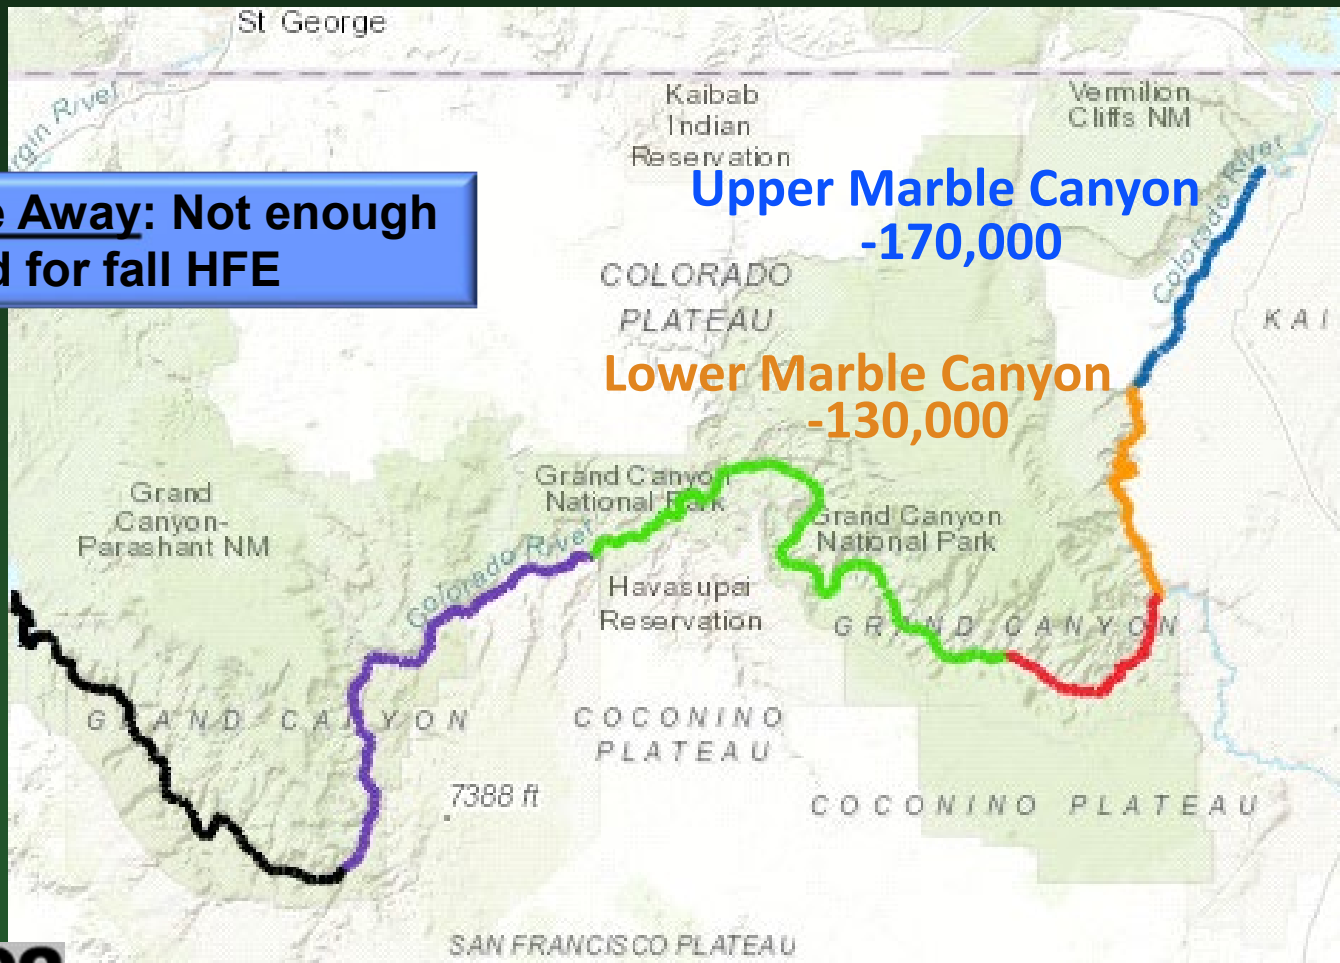 St George
Virgin River
Kaibab
Indian
Reservation
Vermilion
Cliffs NM
Colorado River
Upper Marble Canyon
-170,000
Away: Not enough
for fall HFE
COLORADO
PLATEAU
KAI
Lower Marble Canyon
-130,000
Grand Canyon
National Park
Grand
Canyon-
Parashant NM
Grand Canyon
National Park
Colorado River
Havasupai
Reservation
GRAND CANYON
GRAND CANYON
COCONINO
PLATEAU
7388 ft
COCONINO PLATEAU
SAN FRANCISCO PLATEAU